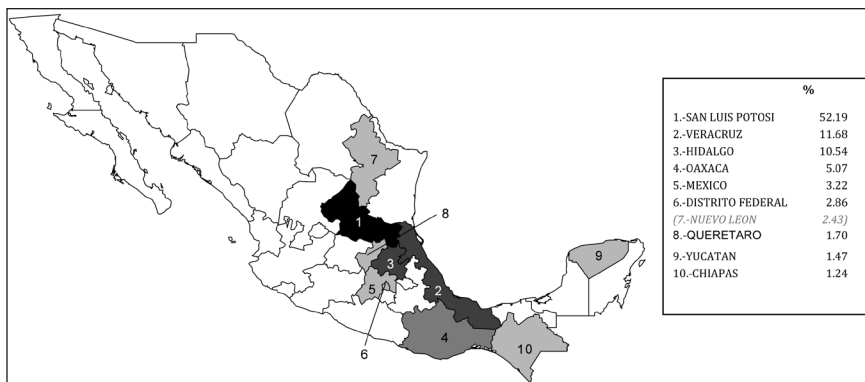 7
1
8
3
2
5
6
4
10
9
%
1.-SAN LUIS POTOSI 52.19
2.-VERACRUZ 11.68
3.-HIDALGO 10.54
4.-OAXACA 5.07
5.-MEXICO 3.22
6.-DISTRITO FEDERAL 2.86
(7.-NUEVO LEON 2.43)
8.-QUERETARO 1.70
9.-YUCATAN 1.47
10.-CHIAPAS 1.24